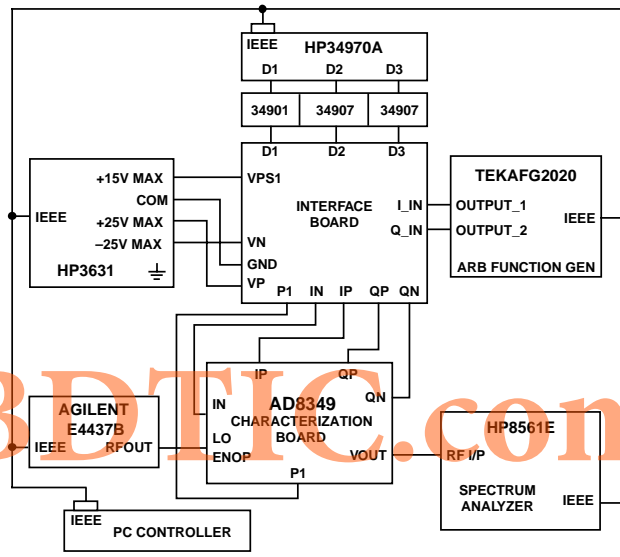 IEEE
HP34970A
D1 D2 D3
34901 34907 34907
D1 D2 D3
+15V MAX
COM
+25V MAX
–25V MAX
IEEE
HP3631
VPS1
VN
GND
VP
INTERFACE
BOARD
I_IN
Q_IN
P1 IN IP QP QN
TEKAFG2020
OUTPUT_1
OUTPUT_2
IEEE
ARB FUNCTION GEN
IP QP
IN
QN
AD8349
CHARACTERIZATION
BOARD
LO
ENOP
VOUT
P1
AGILENT
E4437B
IEEE RFOUT
HP8561E
RF I/P
SPECTRUM
ANALYZER
IEEE
IEEE
PC CONTROLLER
3DTIC.com